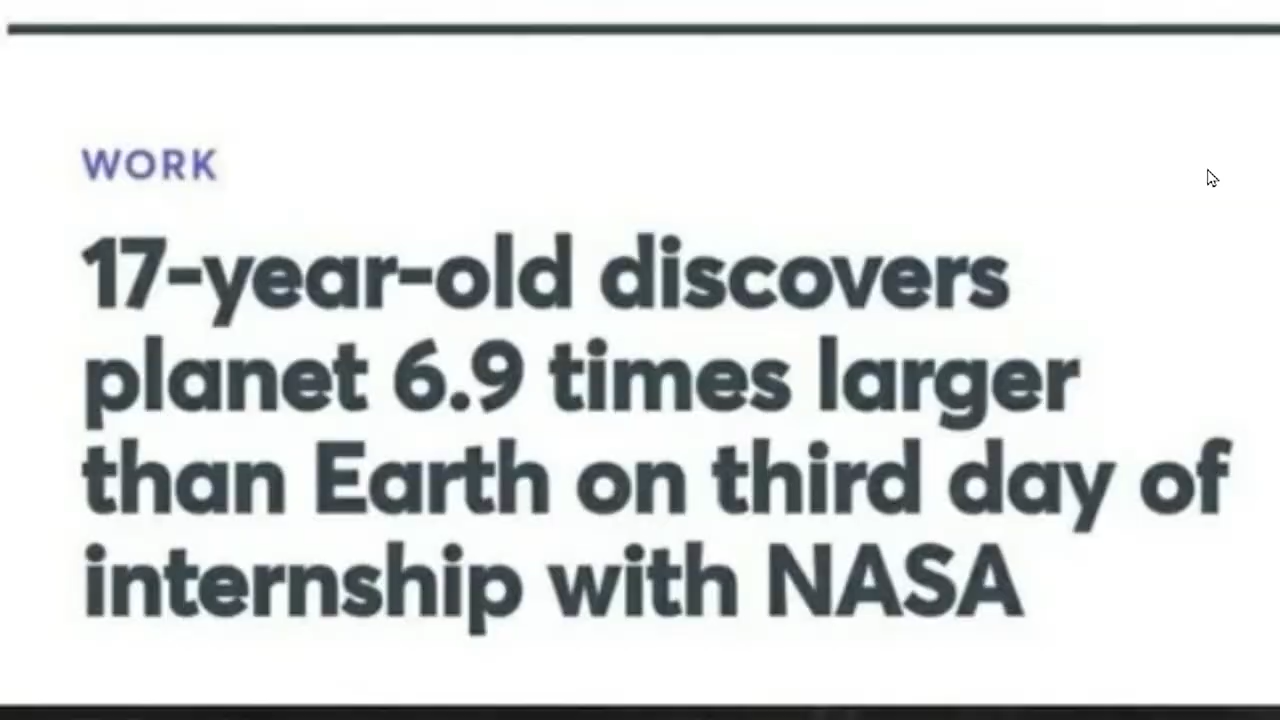 WORK
17-year-old discovers
planet 6.9 times larger
than Earth on third day of
internship with NASA